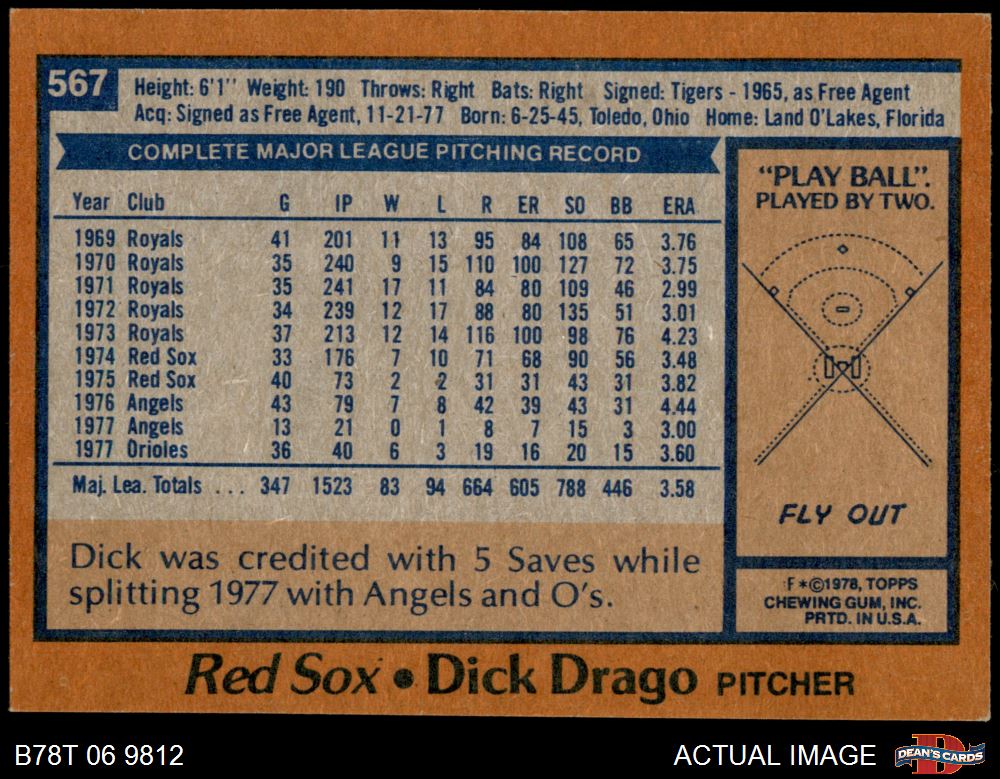 567
Height: 6'1'' Weight: 190 Throws: Right Bats: Right Signed: Tigers - 1965, as Free Agent
Acq: Signed as Free Agent, 11-21-77 Born: 6-25-45, Toledo, Ohio Home: Land O'Lakes, Florida
COMPLETE MAJOR LEAGUE PITCHING RECORD
Year Club G IP W L R ER SO BB ERA
1969 Royals 41 201 11 13 95 84 108 65 3.76
1970 Royals 35 240 9 15 110 100 127 72 3.75
1971 Royals 35 241 17 11 84 80 109 46 2.99
1972 Royals 34 239 12 17 88 80 135 51 3.01
1973 Royals 37 213 12 14 116 100 98 76 4.23
1974 Red Sox 33 176 7 10 71 68 90 56 3.48
1975 Red Sox 40 73 2 2 31 31 43 31 3.82
1976 Angels 43 79 7 8 42 39 43 31 4.44
1977 Angels 13 21 0 1 8 7 15 3 3.00
1977 Orioles 36 40 6 3 19 16 20 15 3.60
Maj. Lea. Totals ... 347 1523 83 94 664 605 788 446 3.58
Dick was credited with 5 Saves while
splitting 1977 with Angels and O's.
"PLAY BALL".
PLAYED BY TWO.
FLY OUT
F*©1978, TOPPS
CHEWING GUM, INC.
PRTD. IN U.S.A.
Red Sox • Dick Drago PITCHER
B78T 06 9812
ACTUAL IMAGE
DEAN'S CARDS